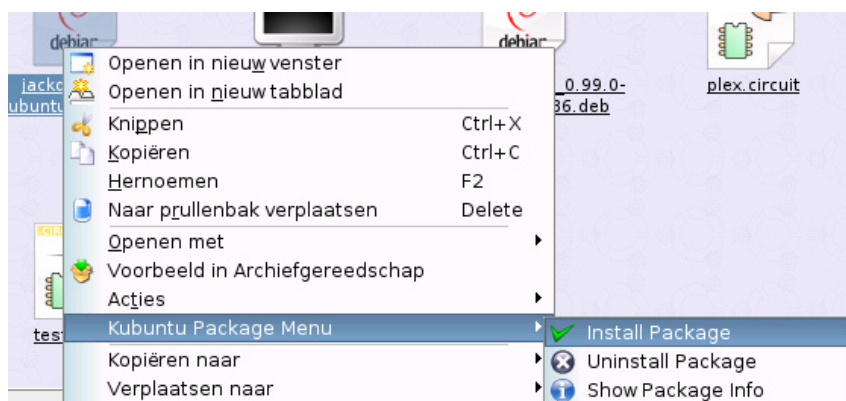 debian
debian
jackd
ubuntu
_0.99.0-
86.deb
plex.circuit
Openen in nieuw venster
Openen in nieuw tabblad
Knippen Ctrl+X
Kopiëren Ctrl+C
Hernoemen F2
Naar prullenbak verplaatsen Delete
Openen met
Voorbeeld in Archiefgereedschap
Acties
Kubuntu Package Menu
Kopiëren naar
Verplaatsen naar
Install Package
Uninstall Package
Show Package Info
test